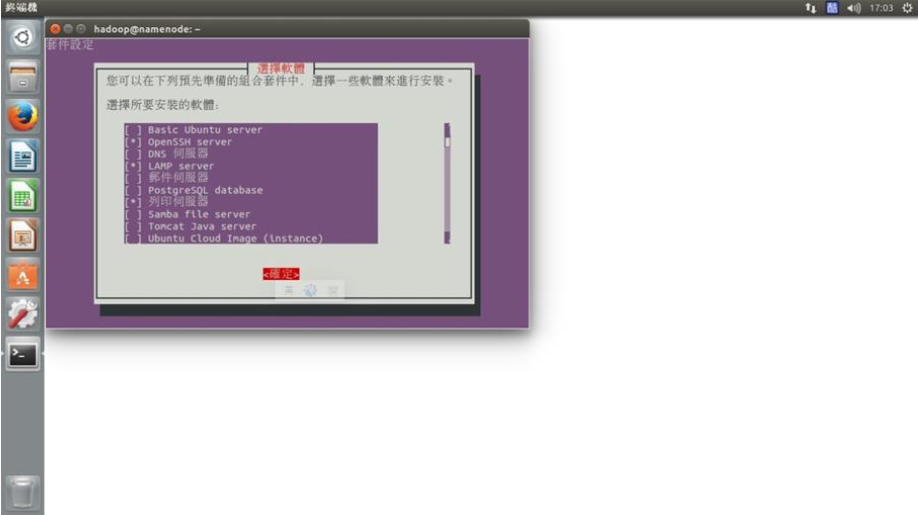 終端機
17:03
hadoop@namenode: ~
套件設定
選擇軟體
您可以在下列預先準備的組合套件中，選擇一些軟體來進行安裝。
選擇所要安裝的軟體:
[ ] Basic Ubuntu server
[*] OpenSSH server
[ ] DNS 伺服器
[*] LAMP server
[ ] 郵件伺服器
[ ] PostgreSQL database
[*] 列印伺服器
[ ] Samba file server
[ ] Tomcat Java server
[ ] Ubuntu Cloud Image (instance)
<確定>
英